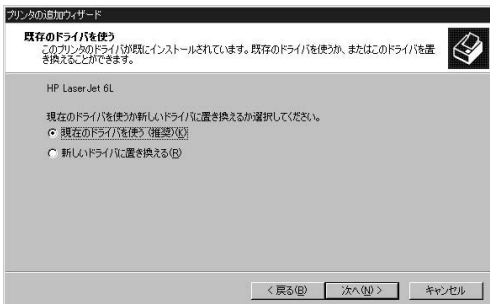 プリンタの追加ウィザード
既存のドライバを使う
このプリンタのドライバが既にインストールされています。既存のドライバを使うか、またはこのドライバを置
き換えることができます。
HP LaserJet 6L
現在のドライバを使うか新しいドライバに置き換えるか選択してください。
現在のドライバを使う (推奨)(K)
新しいドライバに置き換える(R)
< 戻る(B)
次へ(N) >
キャンセル